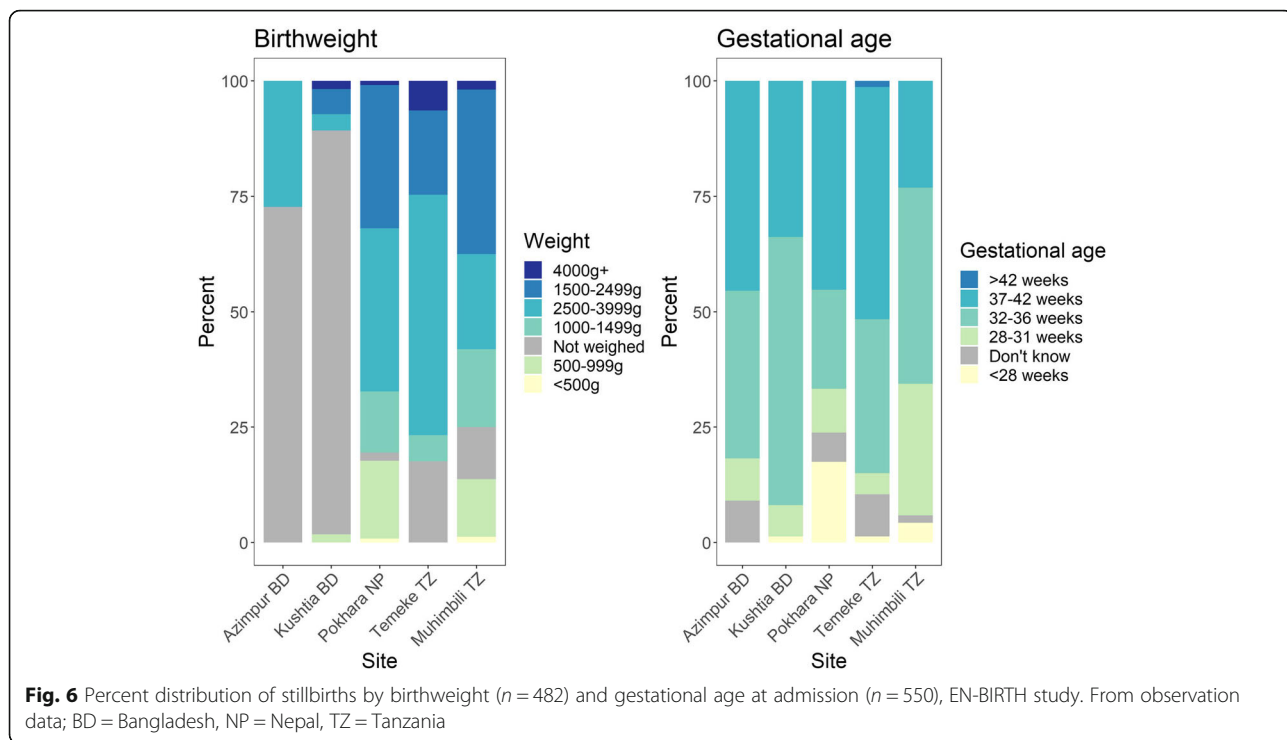 Birthweight
100
75
50
25
0
Percent
Azimpur BD
Kushtia BD
Pokhara NP
Temeke TZ
Muhimbili TZ
Site
Weight
4000g+
1500-2499g
2500-3999g
1000-1499g
Not weighed
500-999g
<500g
Gestational age
100
75
50
25
0
Percent
Azimpur BD
Kushtia BD
Pokhara NP
Temeke TZ
Muhimbili TZ
Site
Gestational age
>42 weeks
37-42 weeks
32-36 weeks
28-31 weeks
Don't know
<28 weeks
Fig. 6 Percent distribution of stillbirths by birthweight (n = 482) and gestational age at admission (n = 550), EN-BIRTH study. From observation
data; BD = Bangladesh, NP = Nepal, TZ = Tanzania